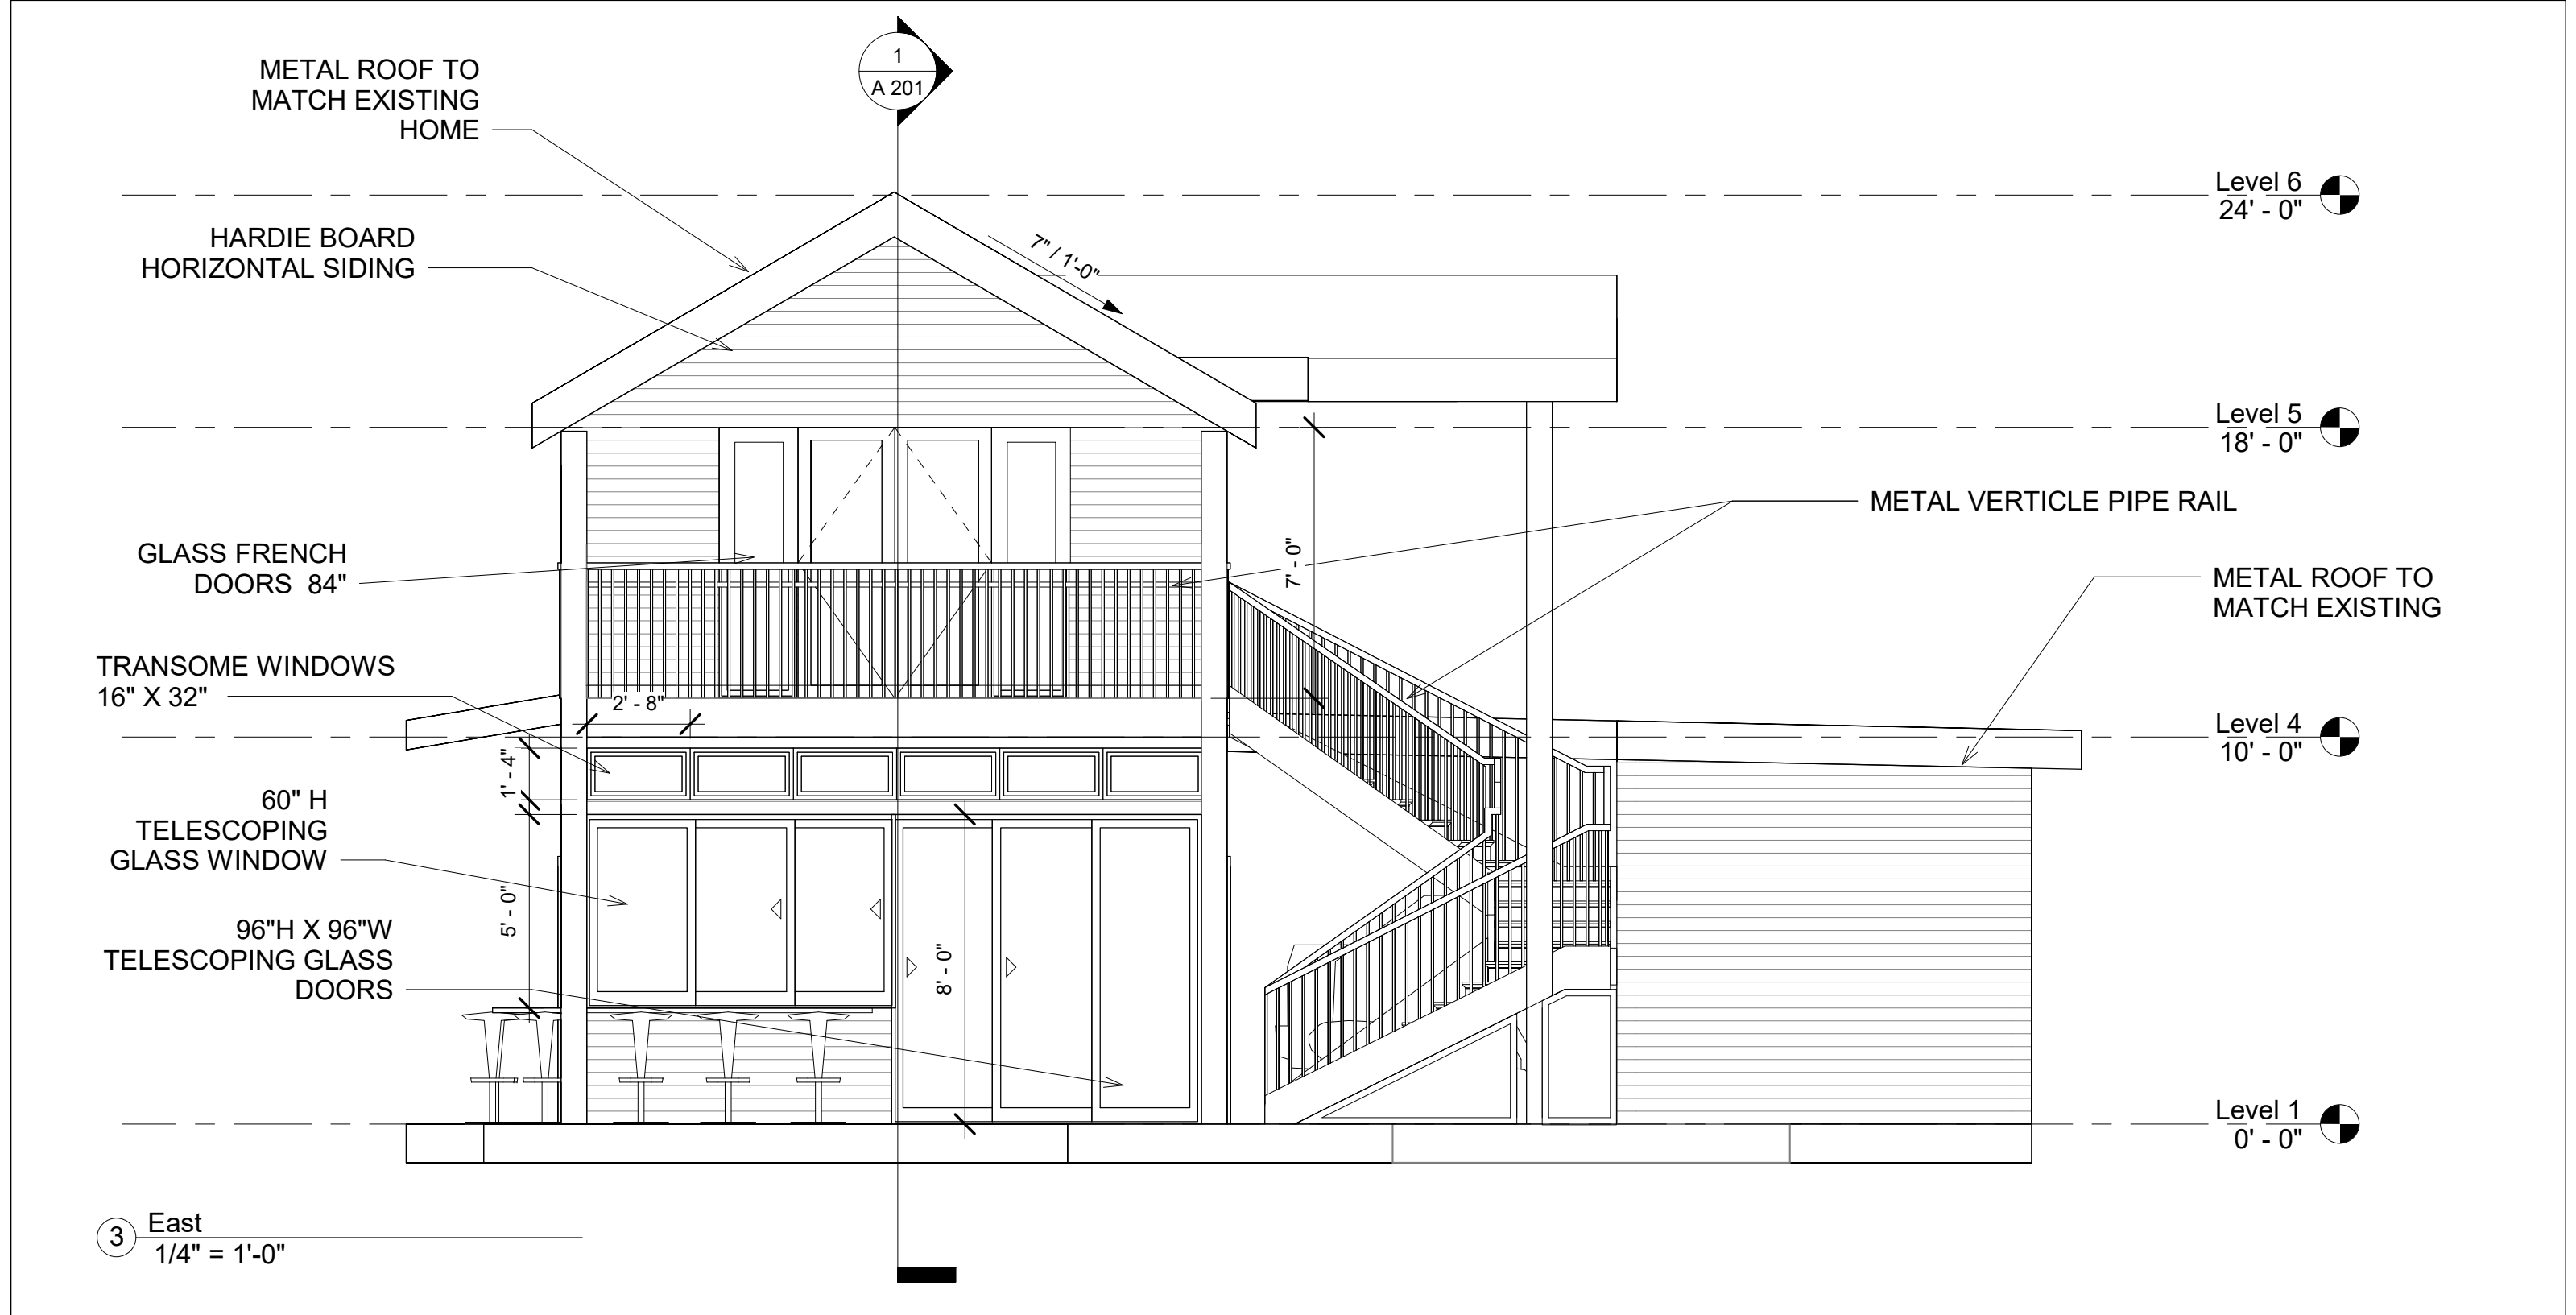 1
A 201
METAL ROOF TO
MATCH EXISTING
HOME
Level 6
24' - 0"
HARDIE BOARD
HORIZONTAL SIDING
7" / 1'-0"
Level 5
18' - 0"
METAL VERTICLE PIPE RAIL
GLASS FRENCH
DOORS 84"
7' - 0"
METAL ROOF TO
MATCH EXISTING
TRANSOME WINDOWS
16" X 32"
2' - 8"
Level 4
10' - 0"
1' - 4"
60" H
TELESCOPING
GLASS WINDOW
5' - 0"
96"H X 96"W
TELESCOPING GLASS
DOORS
8' - 0"
Level 1
0' - 0"
3
East
1/4" = 1'-0"